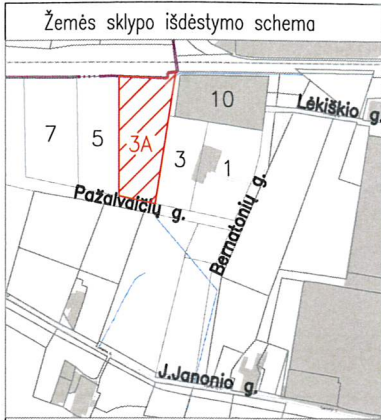 Žemės sklypo išdėstymo schema
10
Lėkiškio g.
7
5
3A
3
1
Pažalvaičių g.
Bernatonių g.
J.Janonio g.